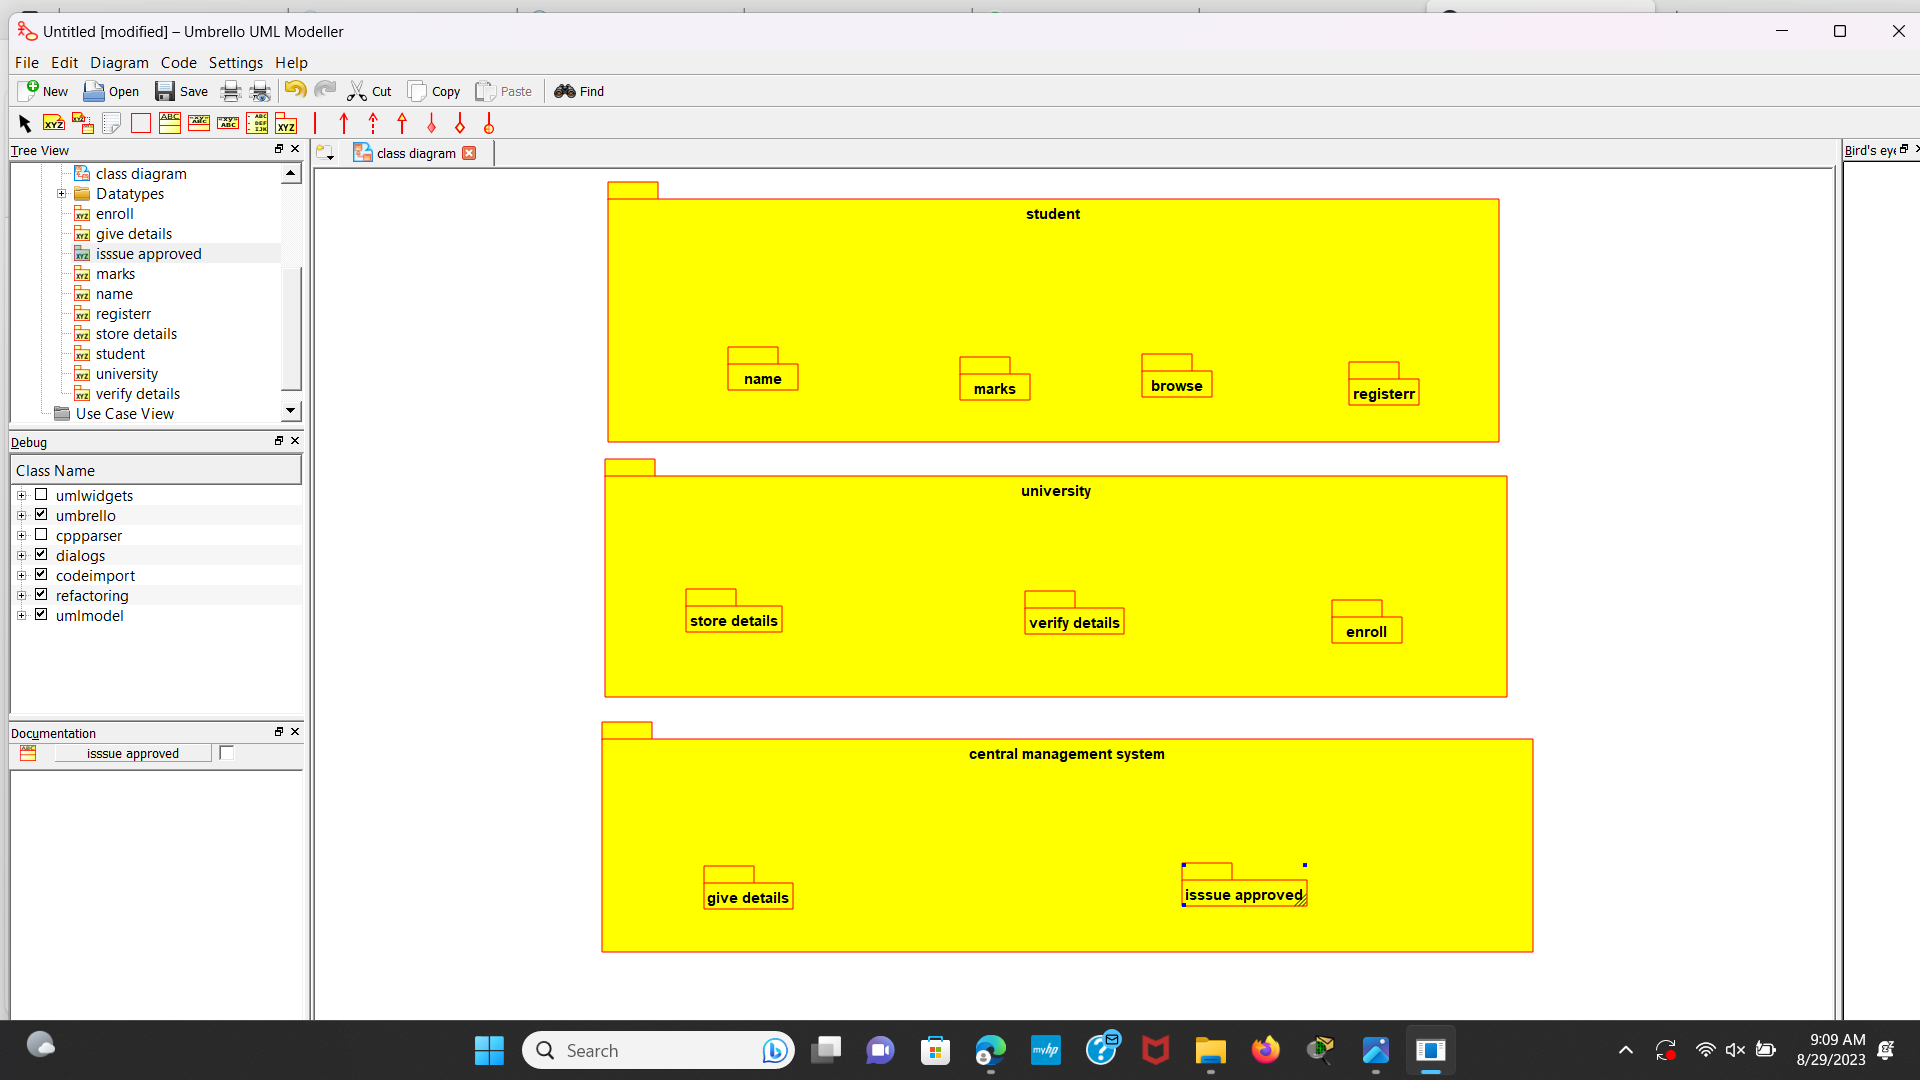 Untitled [modified] – Umbrello UML Modeller
File Edit Diagram Code Settings Help
New Open Save Cut Copy Paste Find
Tree View
class diagram
Bird's eye
class diagram
Datatypes
enroll
give details
isssue approved
marks
name
registerr
store details
student
university
verify details
Use Case View
Debug
Class Name
umlwidgets
umbrello
cppparser
dialogs
codeimport
refactoring
umlmodel
Documentation
isssue approved
student
name
marks
browse
registerr
university
store details
verify details
enroll
central management system
give details
isssue approved
Search
myhp
9:09 AM
8/29/2023